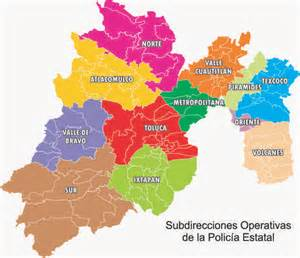 NORTE
VALLE
CUAUTITLAN
ATLACOMULCO
PIRAMIDES
TEXCOCO
METROPOLITANA
ORIENTE
VALLE DE
BRAVO
TOLUCA
VOLCANES
IXTAPAN
SUR
Subdirecciones Operativas
de la Policía Estatal